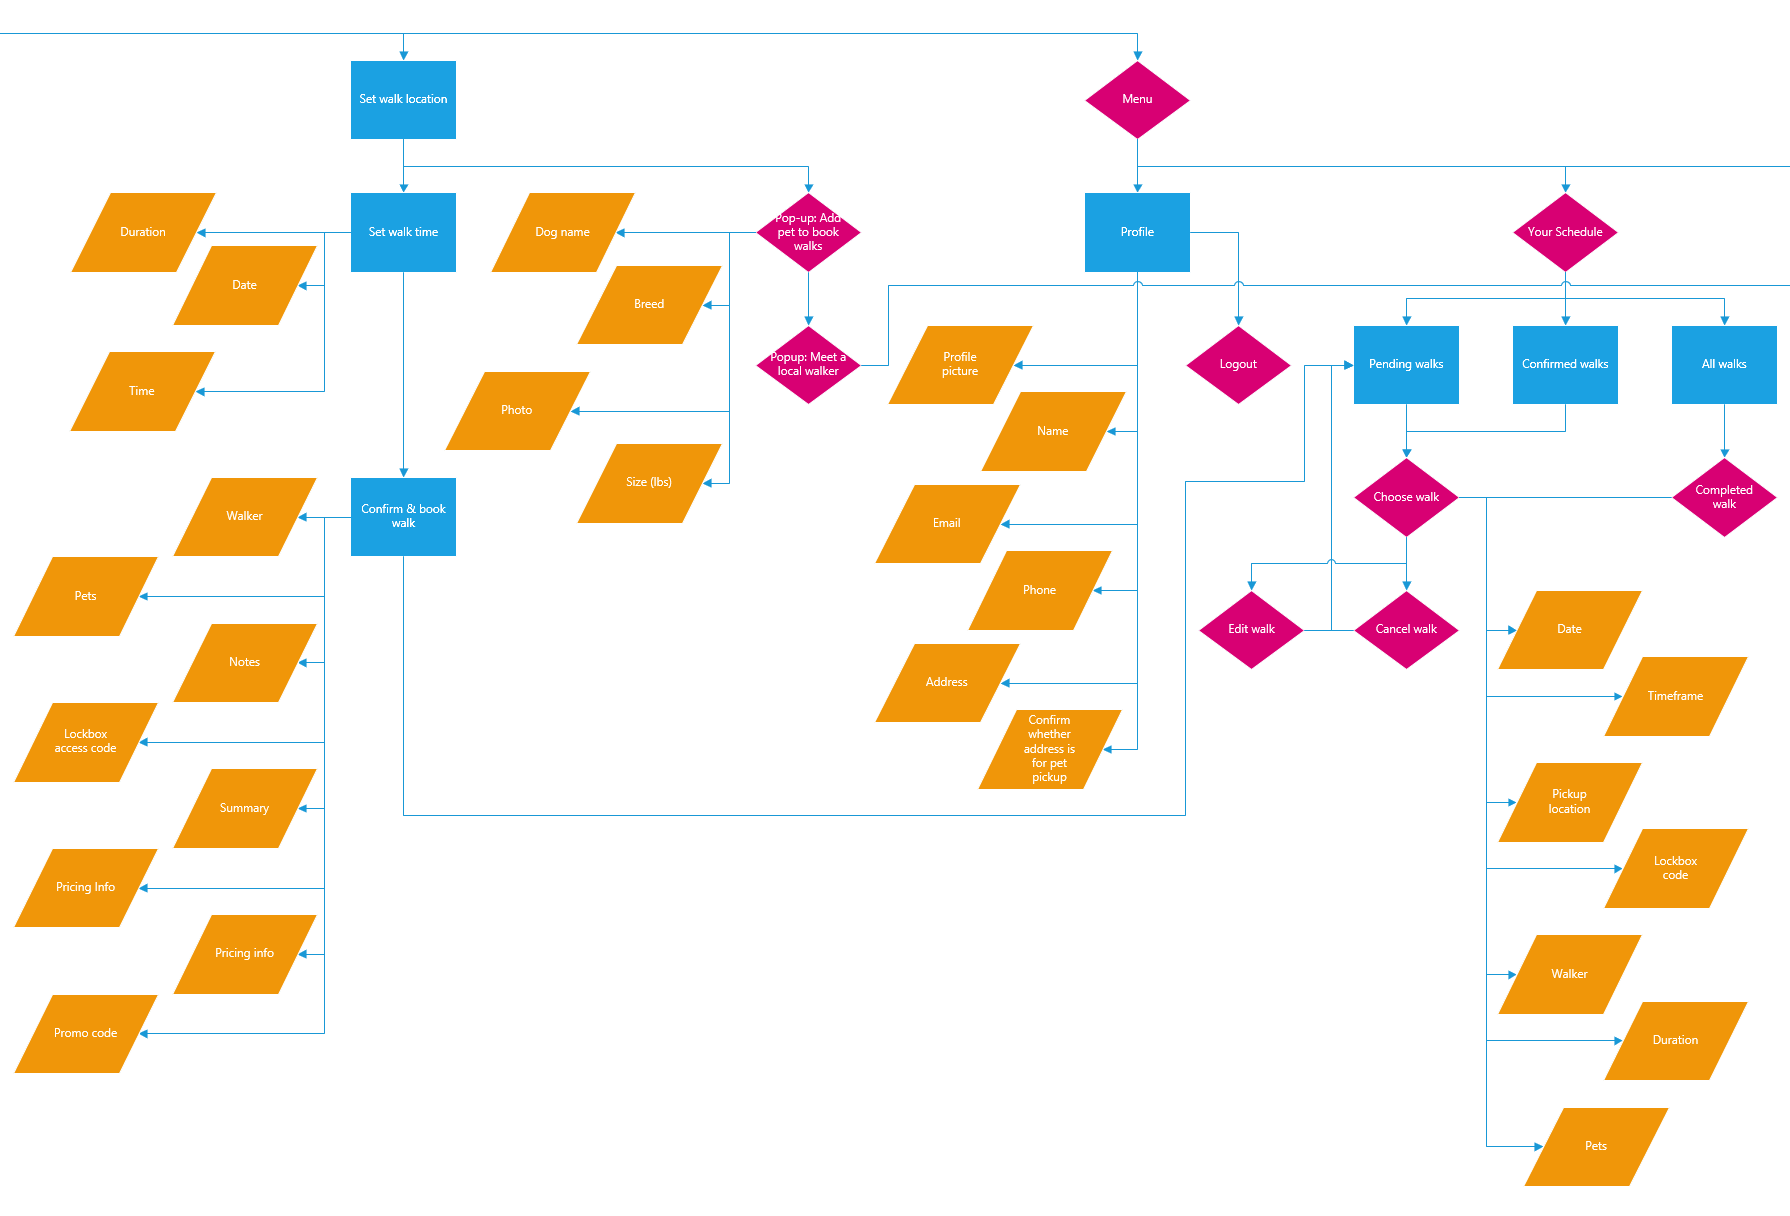 Set walk location
Menu
Duration
Set walk time
Dog name
Pop-up: Add
pet to book
walks
Profile
Your Schedule
Date
Breed
Time
Photo
Popup: Meet a
local walker
Profile
picture
Logout
Pending walks
Confirmed walks
All walks
Name
Size (lbs)
Walker
Confirm & book
walk
Email
Choose walk
Completed
walk
Pets
Phone
Edit walk
Cancel walk
Date
Notes
Address
Timeframe
Lockbox
access code
Confirm
whether
address is
for pet
pickup
Summary
Pickup
location
Pricing Info
Lockbox
code
Pricing info
Walker
Promo code
Duration
Pets